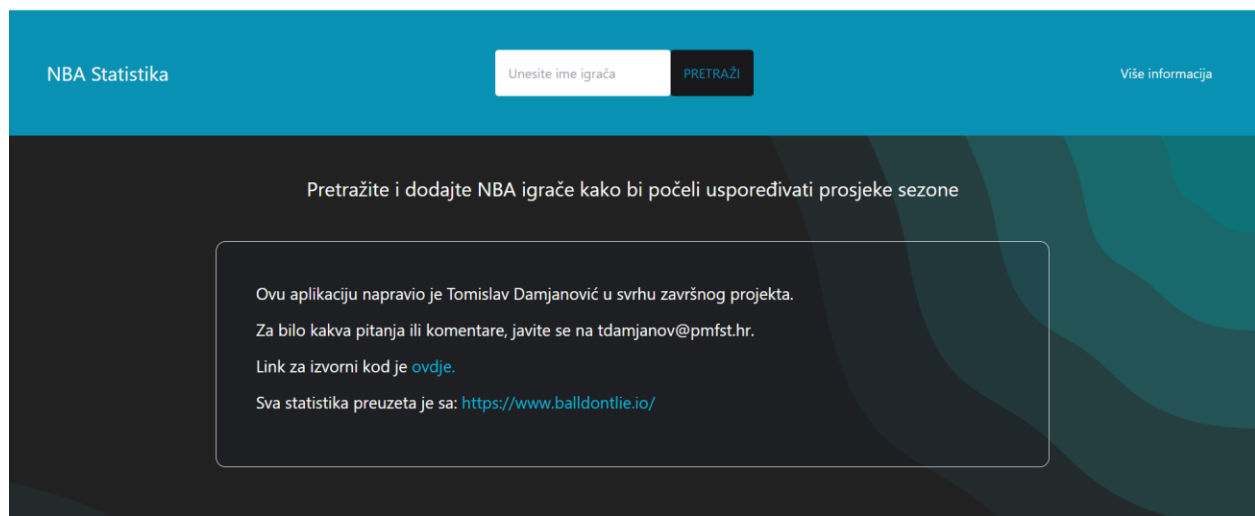 NBA Statistika
Unesite ime igrača
PRETRAŽI
Više informacija
Pretražite i dodajte NBA igrače kako bi počeli uspoređivati prosjeke sezone
Ovu aplikaciju napravio je Tomislav Damjanović u svrhu završnog projekta.
Za bilo kakva pitanja ili komentare, javite se na tdamjanov@pmfst.hr.
Link za izvorni kod je ovdje.
Sva statistika preuzeta je sa: https://www.balldontlie.io/